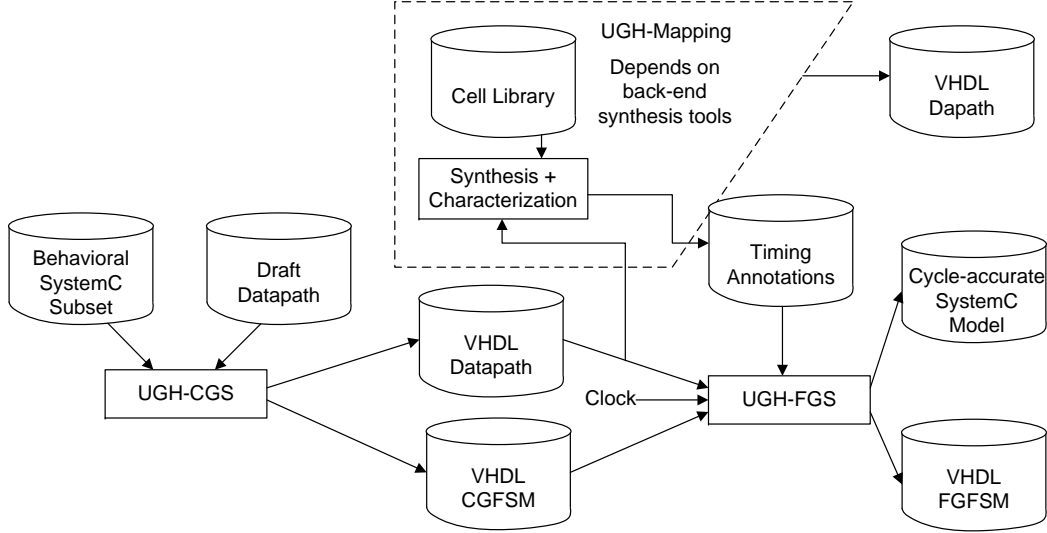 UGH-Mapping
Depends on
back-end
synthesis tools
Cell Library
VHDL
Dapath
Synthesis +
Characterization
Behavioral
SystemC
Subset
Draft
Datapath
Timing
Annotations
Cycle-accurate
SystemC
Model
VHDL
Datapath
UGH-CGS
Clock
UGH-FGS
VHDL
CGFSM
VHDL
FGFSM